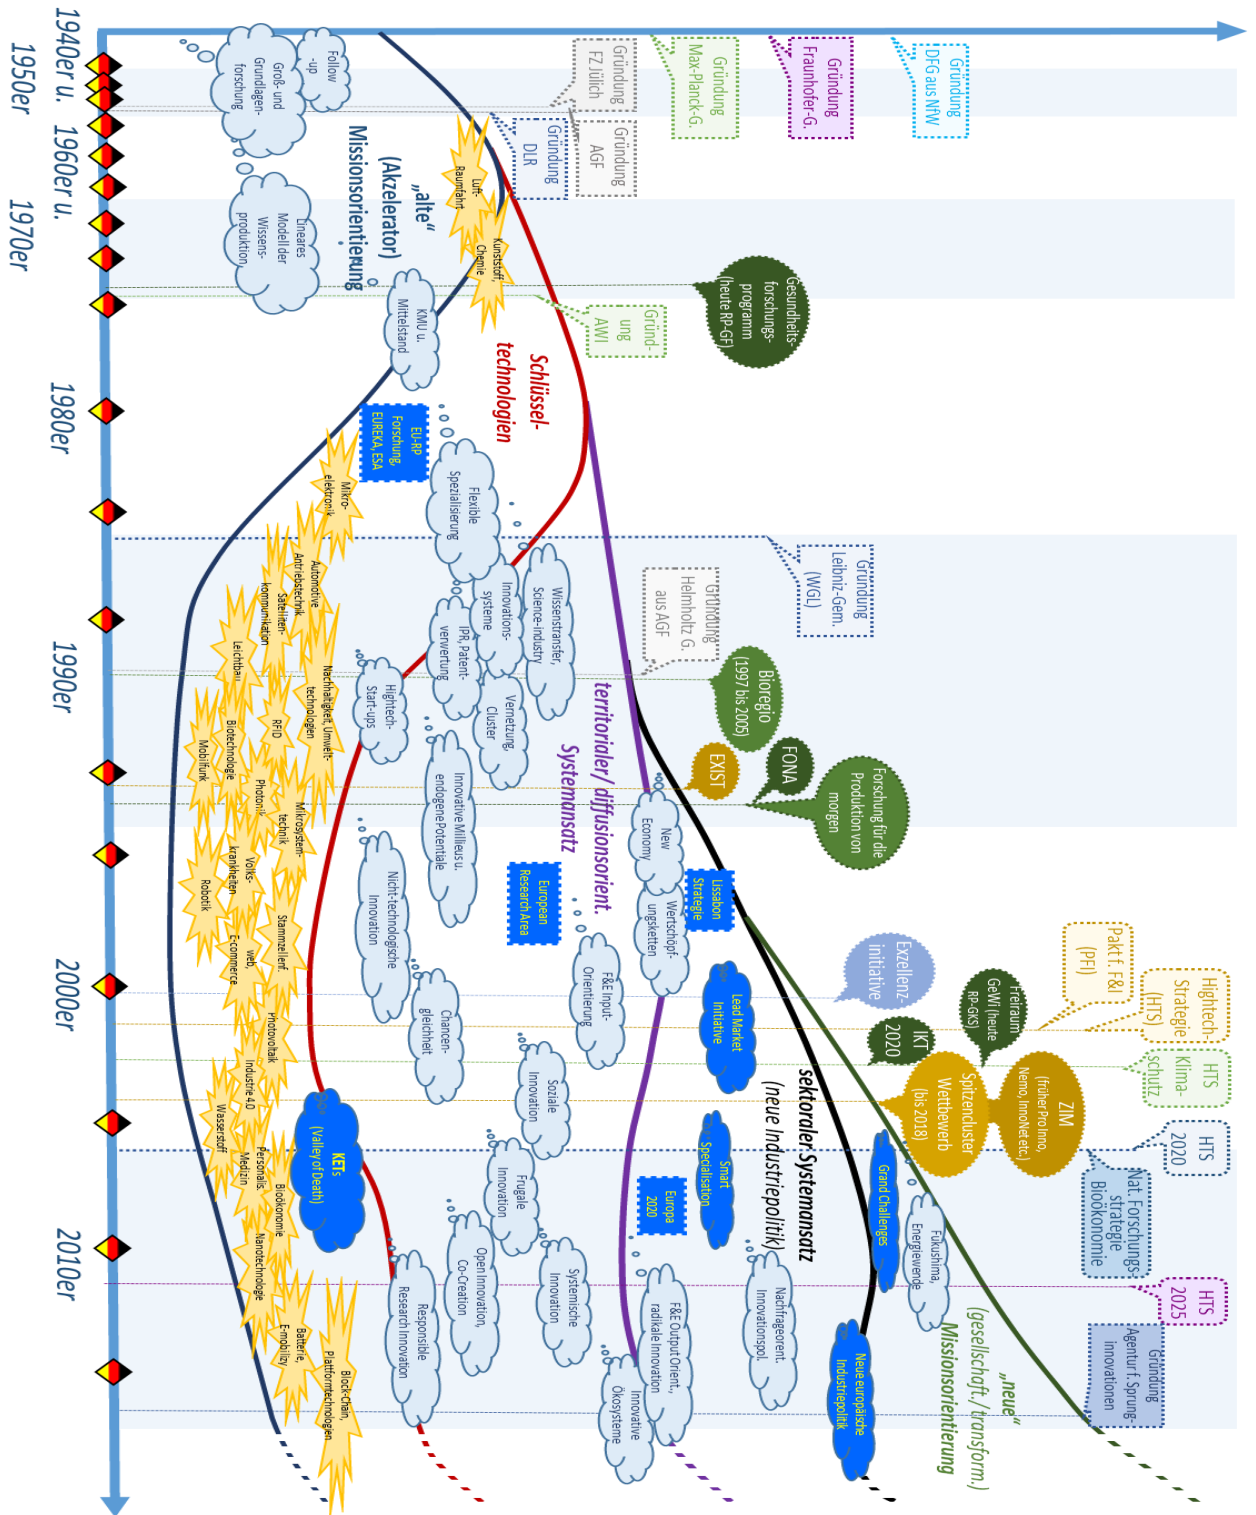 1940er u.
1950er
1960er u.
1970er
1980er
1990er
2000er
2010er
Gründung
DFG aus NfW
Gründung
Fraunhofer-G.
Gründung
Max-Planck-G.
Gründung
FZ Jülich
Gründung
AGF
Gründung
DLR
Follow
-up
Groß- und
Grundlagen-
forschung
Lineares
Modell der
Wissens-
produktion
„alte“
(Akzelerator)
Missionsorientierung
Luft-
Raumfahrt
Kunststoff,
Chemie
KMU u.
Mittelstand
Gesundheits-
forschungs-
programm
(heute RP-GF)
Gründ-
ung
AWI
Schlüssel-
technologien
EU-RP
Forschung,
EUREKA, ESA
Flexible
Spezialisierung
Mikro-
elektronik
Automotive
Antriebstechnik
Satelliten-
kommunikation
Leichtbau
Gründung
Leibniz-Gem.
(WGL)
Gründung
Helmholtz G.
aus AGF
Wissenstransfer,
Science-industry
Innovations-
systeme
IPR, Patent-
verwertung
Vernetzung,
Cluster
Hightech-
Start-ups
Bioregio
(1997 bis 2005)
EXIST
FONA
Forschung für die
Produktion von
morgen
territorialer/ diffusionsorient.
Systemansatz
Innovative Millieus u.
endogene Potentiale
Nachhaltigkeit, Umwelt-
technologien
RFID
Biotechnologie
Mobilfunk
Mikrosystem-
technik
Photonik
Volks-
krankheiten
Robotik
New
Economy
Wertschöpf-
ungsketten
Lissabon
Strategie
European
Research Area
Nicht-technologische
Innovation
Stammzellenf.
web,
E-commerce
F&E Input-
Orientierung
Chancen-
gleichheit
Lead Market
Initiative
Exzellenz-
initiative
IKT
2020
Freiraum
GeWi (heute
RP-GKS)
Pakt f. F&I
(PFI)
Hightech-
Strategie
(HTS)
HTS
Klima-
schutz
ZIM
(früher Pro Inno,
Nemo, InnoNet etc.)
Spitzencluster
Wettbewerb
(bis 2018)
sektoraler Systemansatz
(neue Industriepolitik)
Photovoltaik
Industrie 4.0
Wasserstoff
Soziale
Innovation
KETs
(Valley of Death)
Smart
Specialisation
Europa
2020
Grand Challenges
Fukushima,
Energiewende
HTS
2020
Nat. Forschungs
strategie
Bioökonomie
HTS
2025
Gründung
Agentur f. Sprung-
innovationen
Frugale
Innovation
Personalis.
Medizin
Bioökonomie
Nanotechnologie
Open Innovation,
Co-Creation
Systemische
Innovation
Nachfrageorent.
Innovationspol.
Responsible
Research Innovation
F&E Output Orient.,
radikale Innovation
Innovative
Ökosysteme
Neue europäische
Industriepolitik
Batterie,
E-mobilizy
Block-Chain,
Plattformtechnologien
„neue“
(gesellschaft./ transform.)
Missionsorientierung